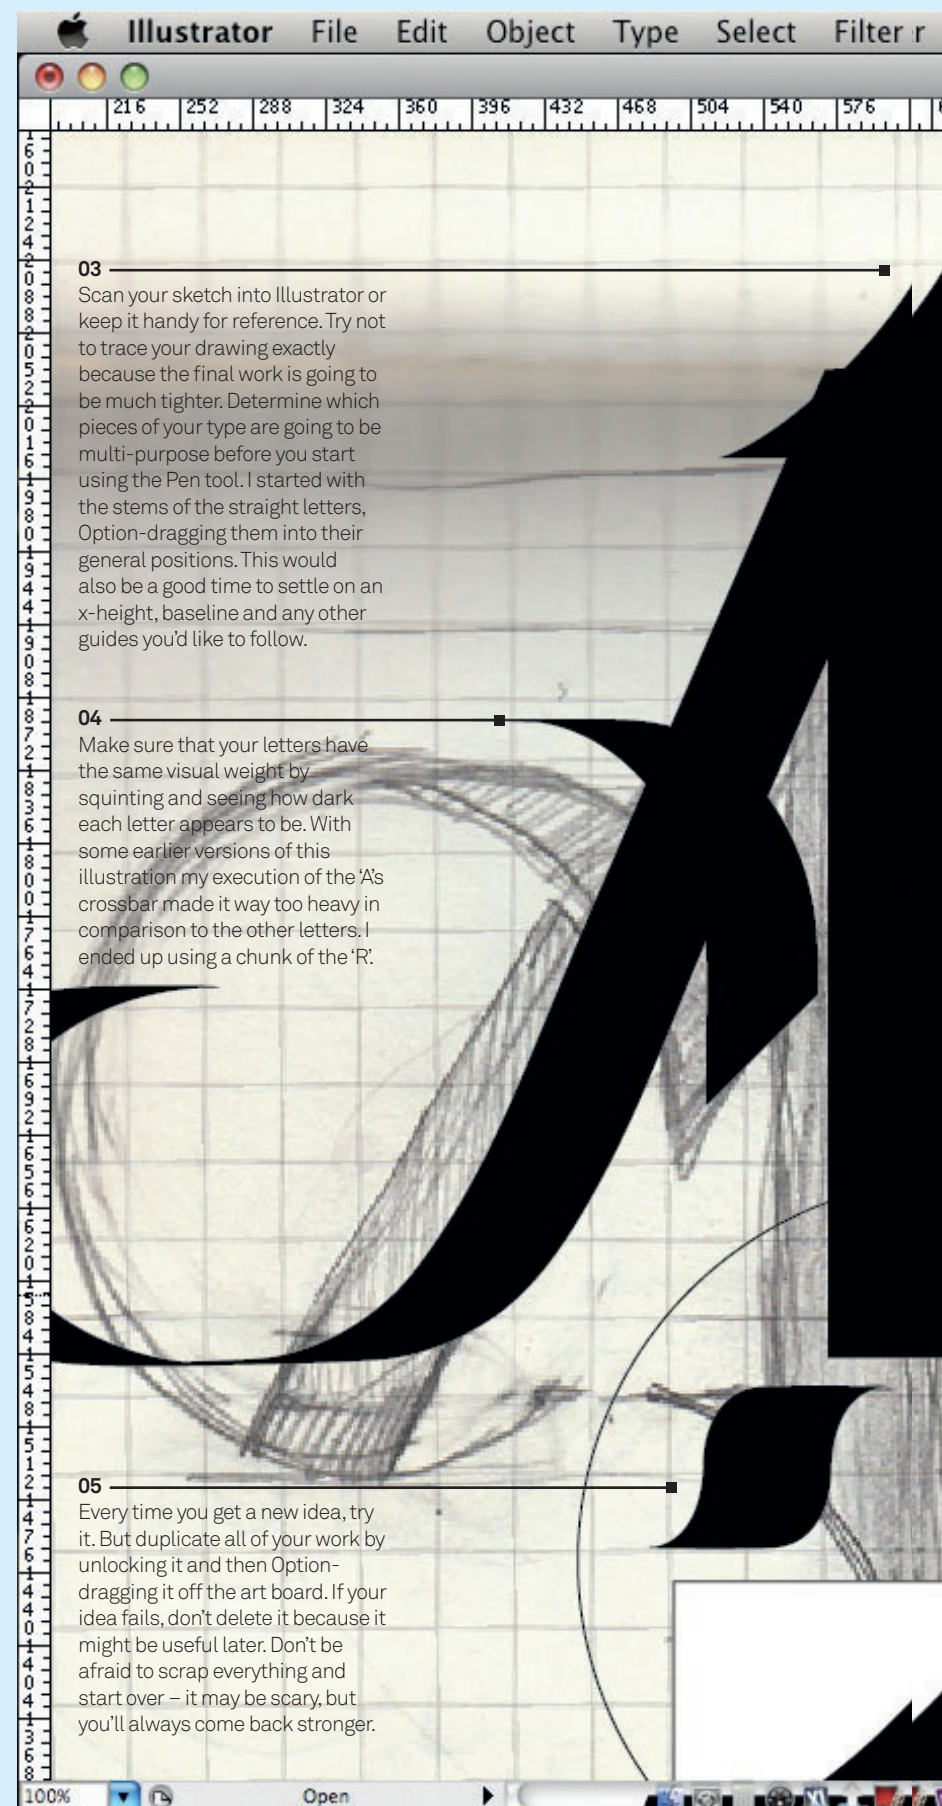 Illustrator File Edit Object Type Select Filter r
216 252 288 324 360 396 432 468 504 540 576
03
Scan your sketch into Illustrator or
keep it handy for reference. Try not
to trace your drawing exactly
because the final work is going to
be much tighter. Determine which
pieces of your type are going to be
multi-purpose before you start
using the Pen tool. I started with
the stems of the straight letters,
Option-dragging them into their
general positions. This would
also be a good time to settle on an
x-height, baseline and any other
guides you’d like to follow.
04
Make sure that your letters have
the same visual weight by
squinting and seeing how dark
each letter appears to be. With
some earlier versions of this
illustration my execution of the ‘A’s
crossbar made it way too heavy in
comparison to the other letters. I
ended up using a chunk of the ‘R’.
05
Every time you get a new idea, try
it. But duplicate all of your work by
unlocking it and then Option-
dragging it off the art board. If your
idea fails, don’t delete it because it
might be useful later. Don’t be
afraid to scrap everything and
start over – it may be scary, but
you’ll always come back stronger.
100% Open